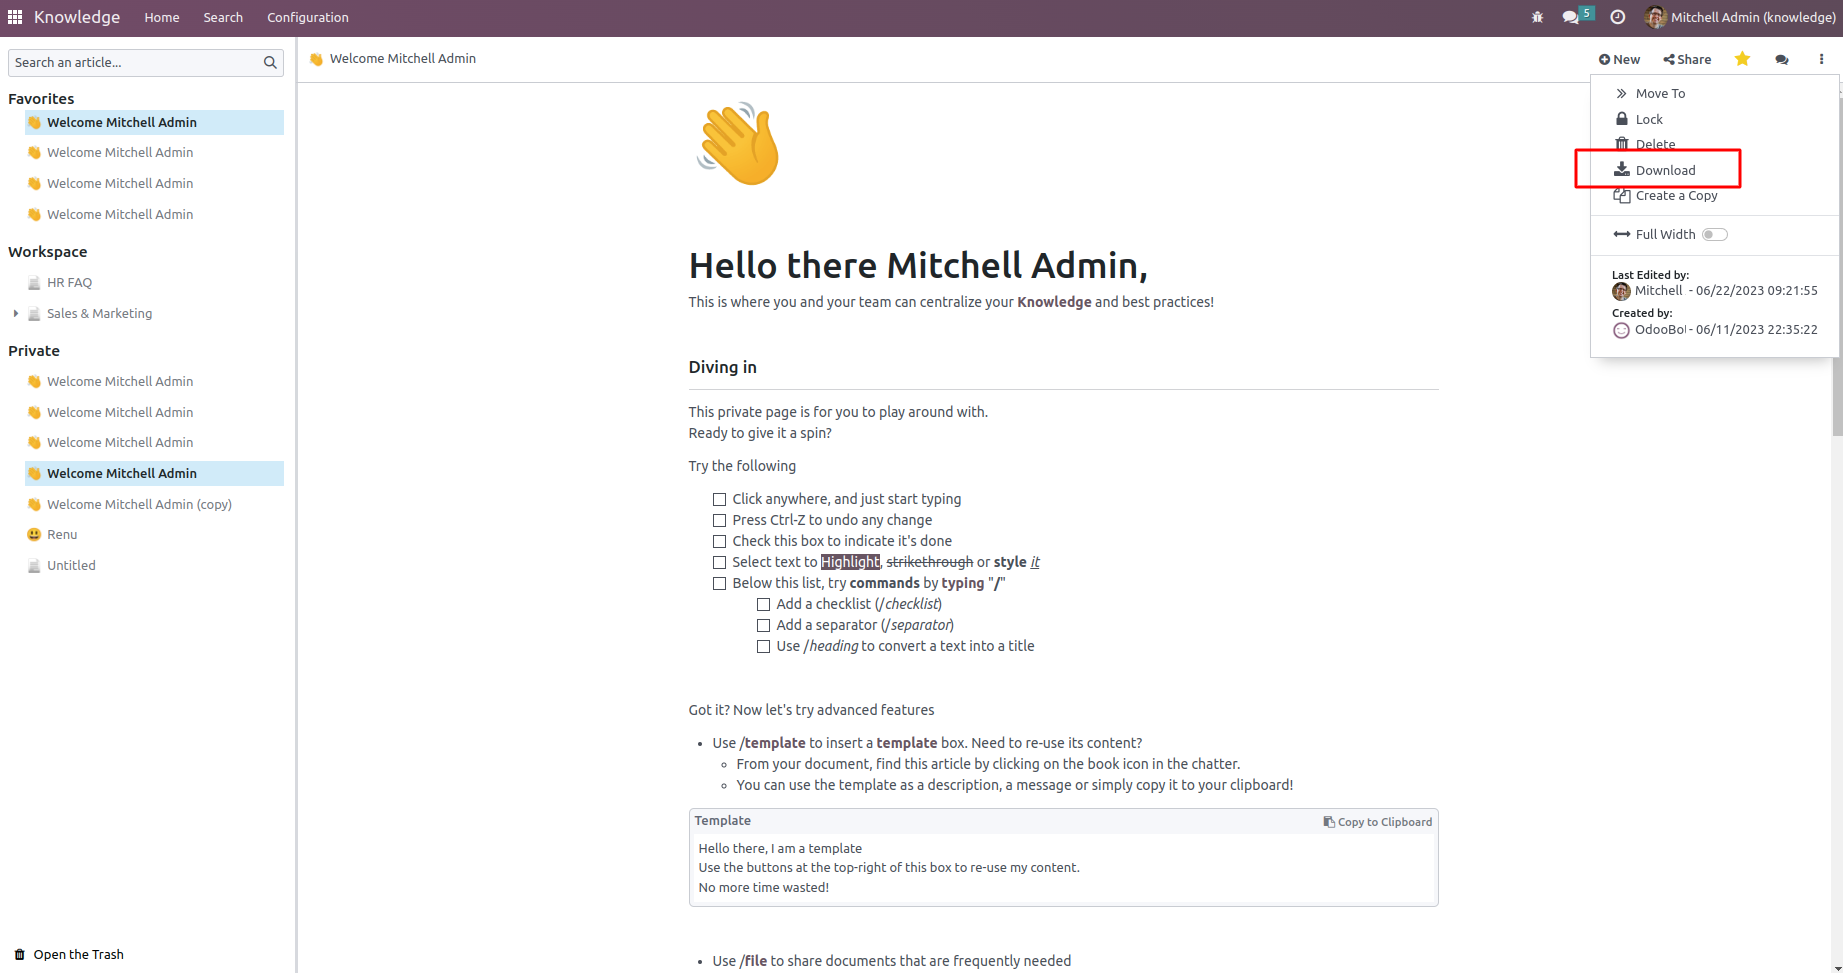 Knowledge Home Search Configuration 5 Mitchell Admin (knowledge)
Search an article...
Welcome Mitchell Admin
New Share
Favorites
Welcome Mitchell Admin
Welcome Mitchell Admin
Welcome Mitchell Admin
Welcome Mitchell Admin
Workspace
HR FAQ
Sales & Marketing
Private
Welcome Mitchell Admin
Welcome Mitchell Admin
Welcome Mitchell Admin
Welcome Mitchell Admin
Welcome Mitchell Admin (copy)
Renu
Untitled
Open the Trash
Hello there Mitchell Admin,
This is where you and your team can centralize your Knowledge and best practices!
Diving in
This private page is for you to play around with.
Ready to give it a spin?
Try the following
Click anywhere, and just start typing
Press Ctrl-Z to undo any change
Check this box to indicate it's done
Select text to Highlight, strikethrough or style it
Below this list, try commands by typing "/"
Add a checklist (/checklist)
Add a separator (/separator)
Use /heading to convert a text into a title
Got it? Now let's try advanced features
• Use /template to insert a template box. Need to re-use its content?
◦ From your document, find this article by clicking on the book icon in the chatter.
◦ You can use the template as a description, a message or simply copy it to your clipboard!
Template Copy to Clipboard
Hello there, I am a template
Use the buttons at the top-right of this box to re-use my content.
No more time wasted!
• Use /file to share documents that are frequently needed
Move To
Lock
Delete
Download
Create a Copy
Full Width
Last Edited by:
Mitchell - 06/22/2023 09:21:55
Created by:
OdooBo - 06/11/2023 22:35:22